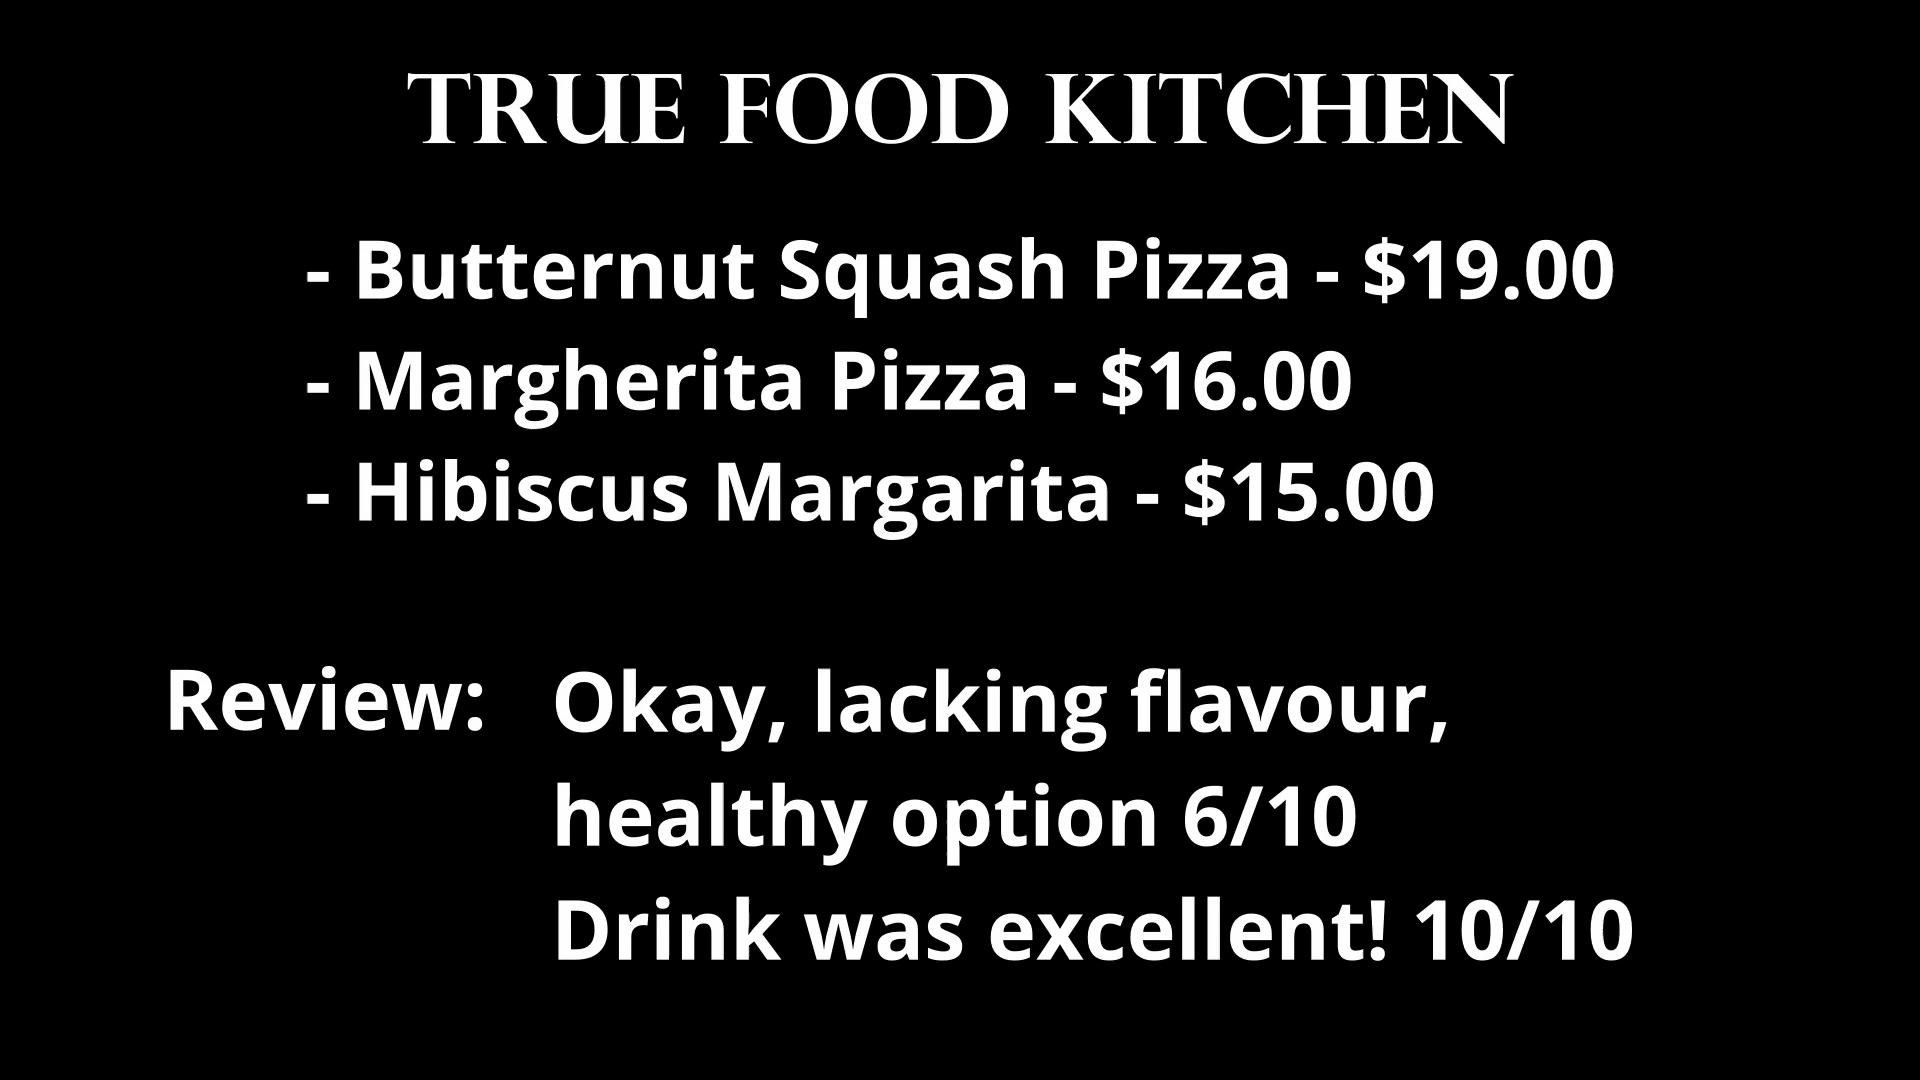 TRUE FOOD KITCHEN
- Butternut Squash Pizza - $19.00
- Margherita Pizza - $16.00
- Hibiscus Margarita - $15.00
Review: Okay, lacking flavour,
healthy option 6/10
Drink was excellent! 10/10